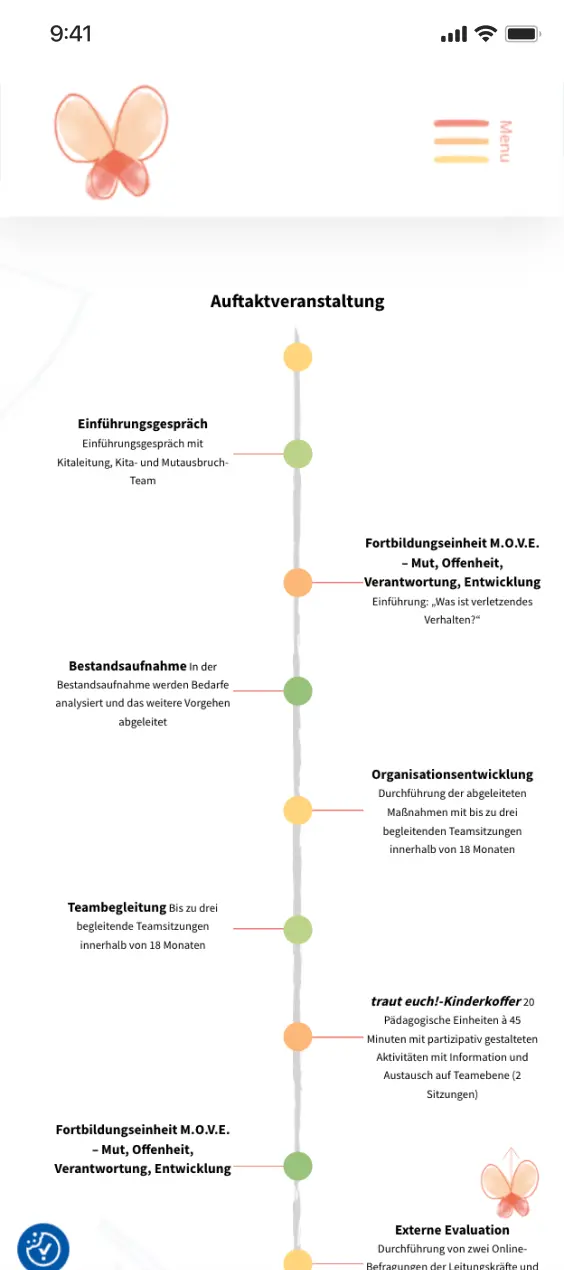 9:41
Menu
Auftaktveranstaltung
Einführungsgespräch
Einführungsgespräch mit
Kitaleitung, Kita- und Mutausbruch-
Team
Fortbildungseinheit M.O.V.E.
– Mut, Offenheit,
Verantwortung, Entwicklung
Einführung: „Was ist verletzendes
Verhalten?“
Bestandsaufnahme In der
Bestandsaufnahme werden Bedarfe
analysiert und das weitere Vorgehen
abgeleitet
Organisationsentwicklung
Durchführung der abgeleiteten
Maßnahmen mit bis zu drei
begleitenden Teamsitzungen
innerhalb von 18 Monaten
Teambegleitung Bis zu drei
begleitende Teamsitzungen
innerhalb von 18 Monaten
traut euch!-Kinderkoffer 20
Pädagogische Einheiten à 45
Minuten mit partizipativ gestalteten
Aktivitäten mit Information und
Austausch auf Teamebene (2
Sitzungen)
Fortbildungseinheit M.O.V.E.
– Mut, Offenheit,
Verantwortung, Entwicklung
Externe Evaluation
Durchführung von zwei Online-
Befragungen der Leitungskräfte und